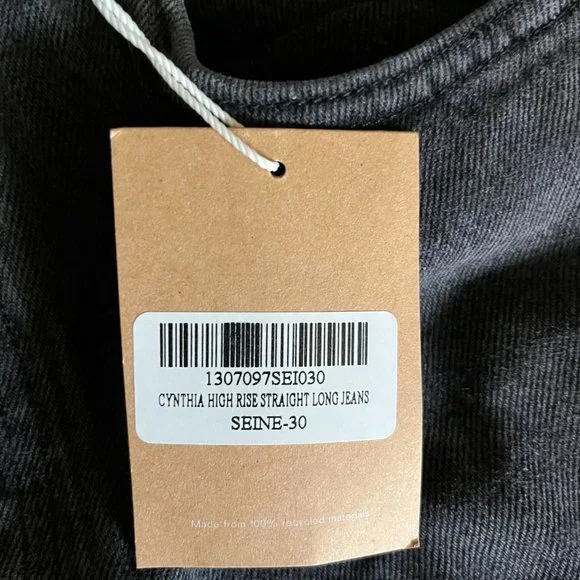 1307097SEI030
CYNTHIA HIGH RISE STRAIGHT LONG JEANS
SEINE-30
Made from 100% recycled materials